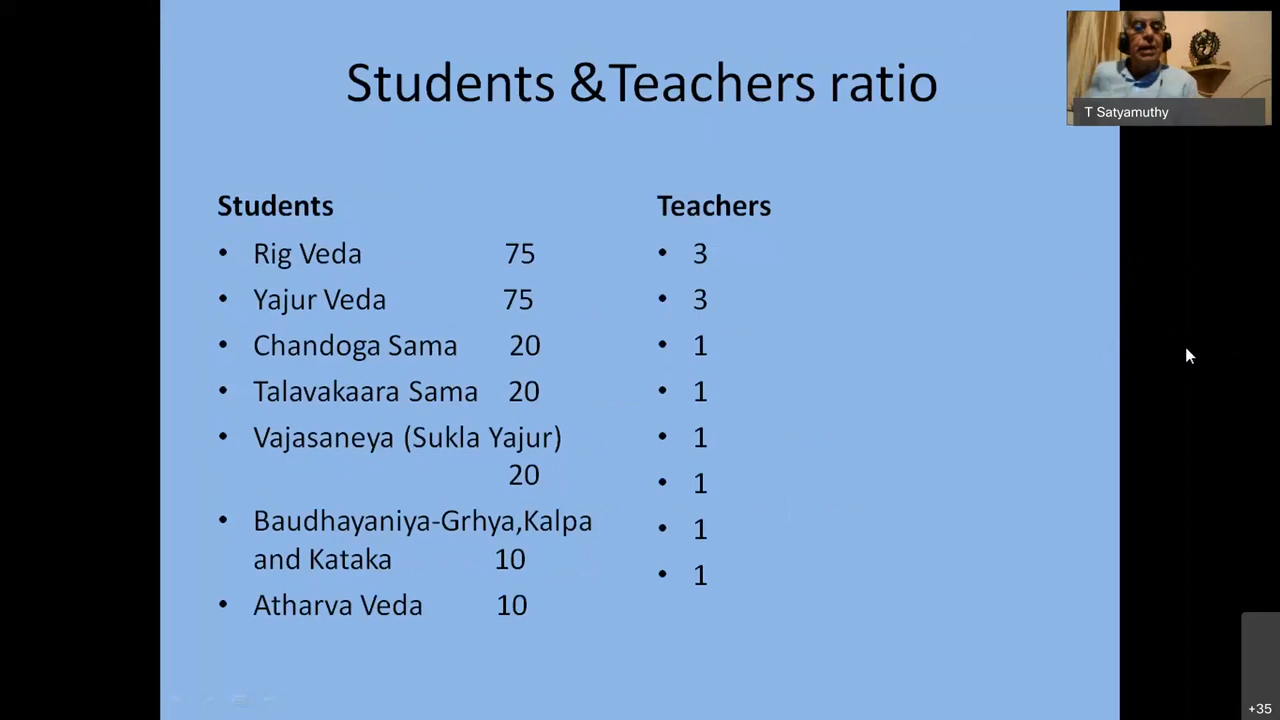 Students &Teachers ratio
T Satyamuthy
Students
• Rig Veda 75
• Yajur Veda 75
• Chandoga Sama 20
• Talavakaara Sama 20
• Vajasaneya (Sukla Yajur)
20
• Baudhayaniya-Grhya,Kalpa
and Kataka 10
• Atharva Veda 10
Teachers
• 3
• 3
• 1
• 1
• 1
• 1
• 1
• 1
+35